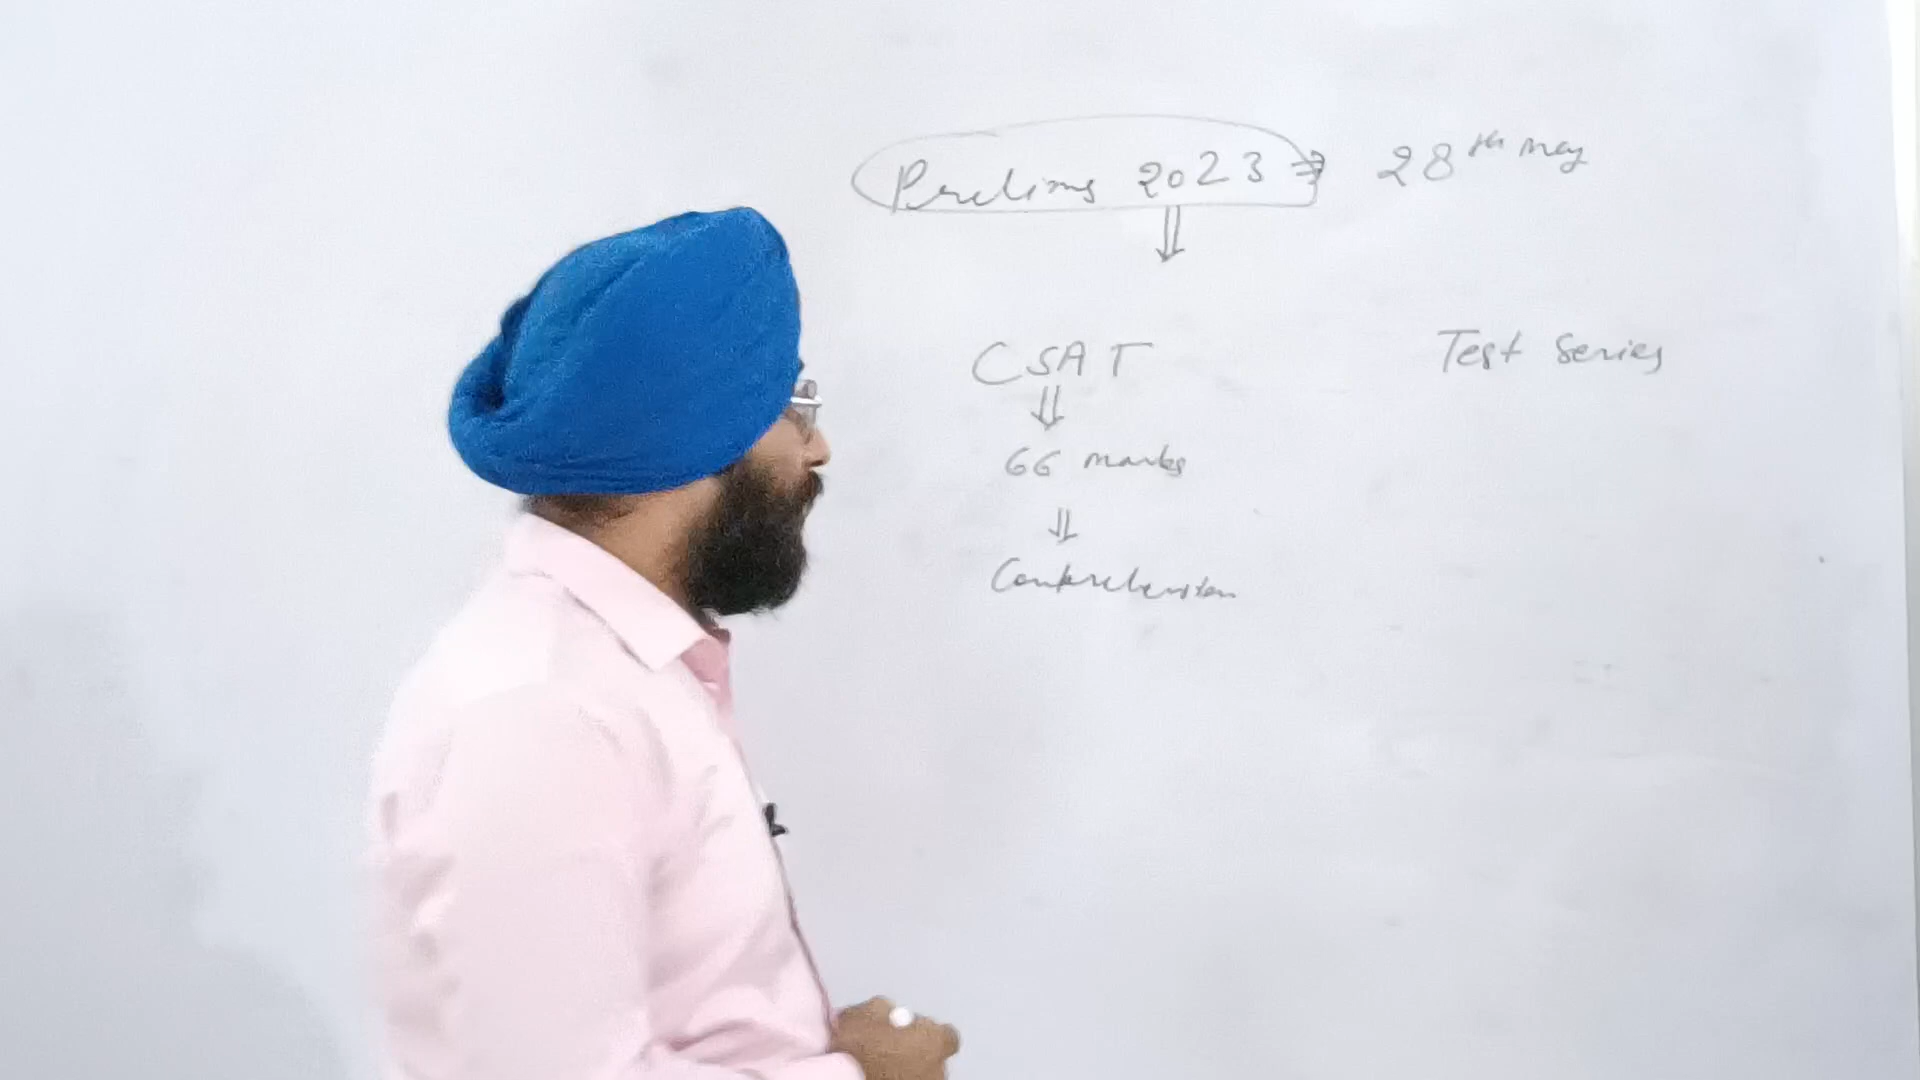 Prelims 2023 ⇒ 28th may
CSAT
Test Series
66 marks
Comprehension